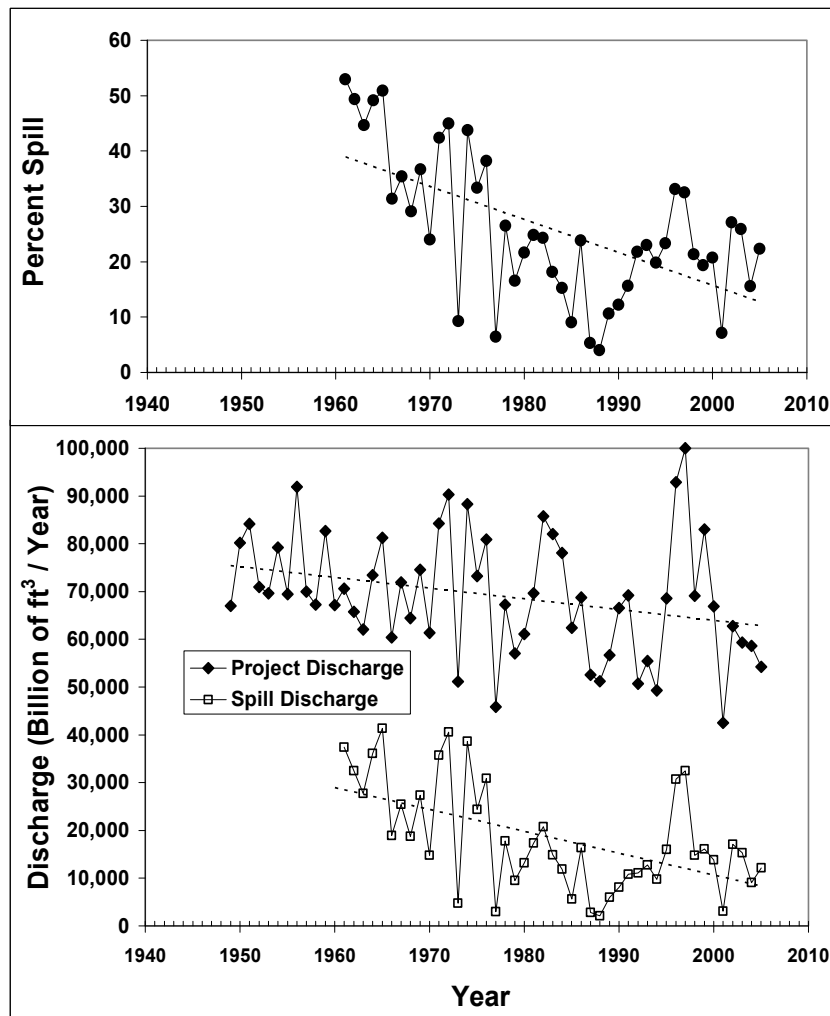 60
50
40
30
20
10
0
Percent Spill
1940 1950 1960 1970 1980 1990 2000 2010
100,000
90,000
80,000
70,000
60,000
50,000
40,000
30,000
20,000
10,000
0
Discharge (Billion of ft³ / Year)
Project Discharge
Spill Discharge
1940 1950 1960 1970 1980 1990 2000 2010
Year